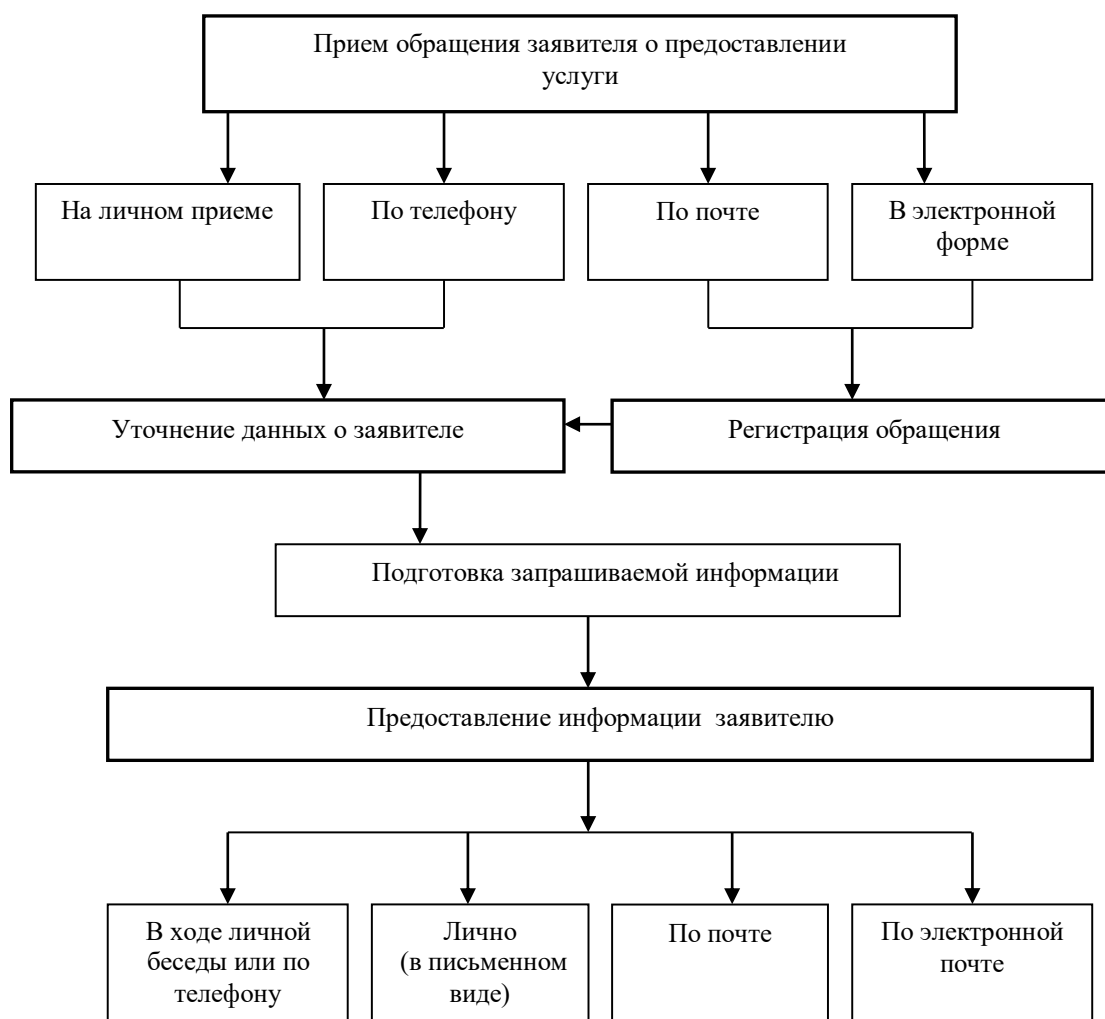 Прием обращения заявителя о предоставлении
услуги
На личном приеме
По телефону
По почте
В электронной
форме
Уточнение данных о заявителе
Регистрация обращения
Подготовка запрашиваемой информации
Предоставление информации  заявителю
В ходе личной
беседы или по
телефону
Лично
(в письменном
виде)
По почте
По электронной
почте